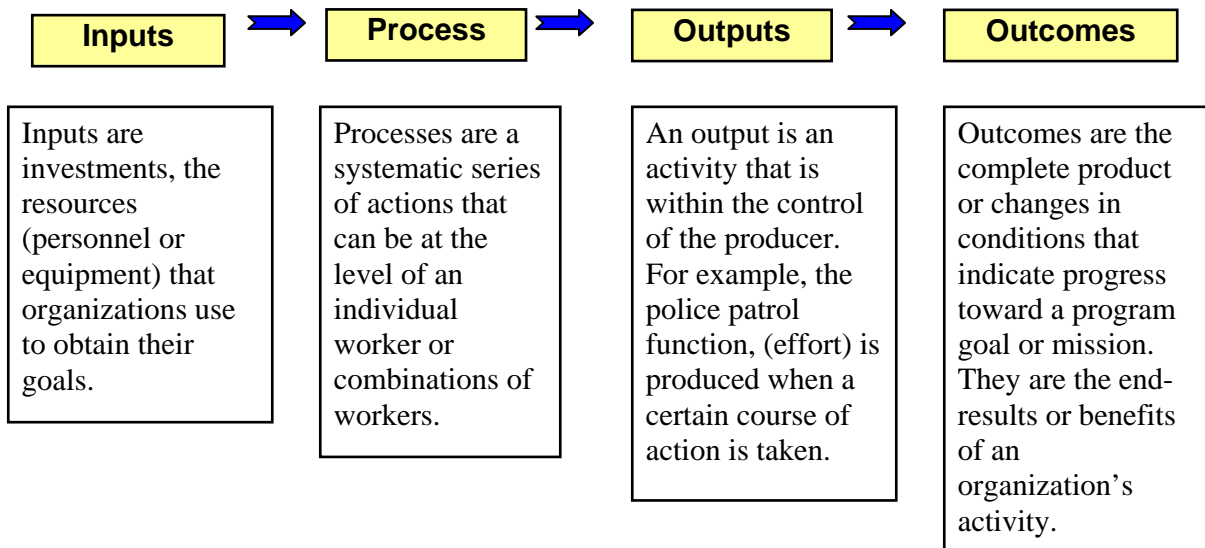 Inputs
Process
Outputs
Outcomes
Inputs are
investments, the
resources
(personnel or
equipment) that
organizations use
to obtain their
goals.
Processes are a
systematic series
of actions that
can be at the
level of an
individual
worker or
combinations of
workers.
An output is an
activity that is
within the control
of the producer.
For example, the
police patrol
function, (effort) is
produced when a
certain course of
action is taken.
Outcomes are the
complete product
or changes in
conditions that
indicate progress
toward a program
goal or mission.
They are the end-
results or benefits
of an
organization’s
activity.